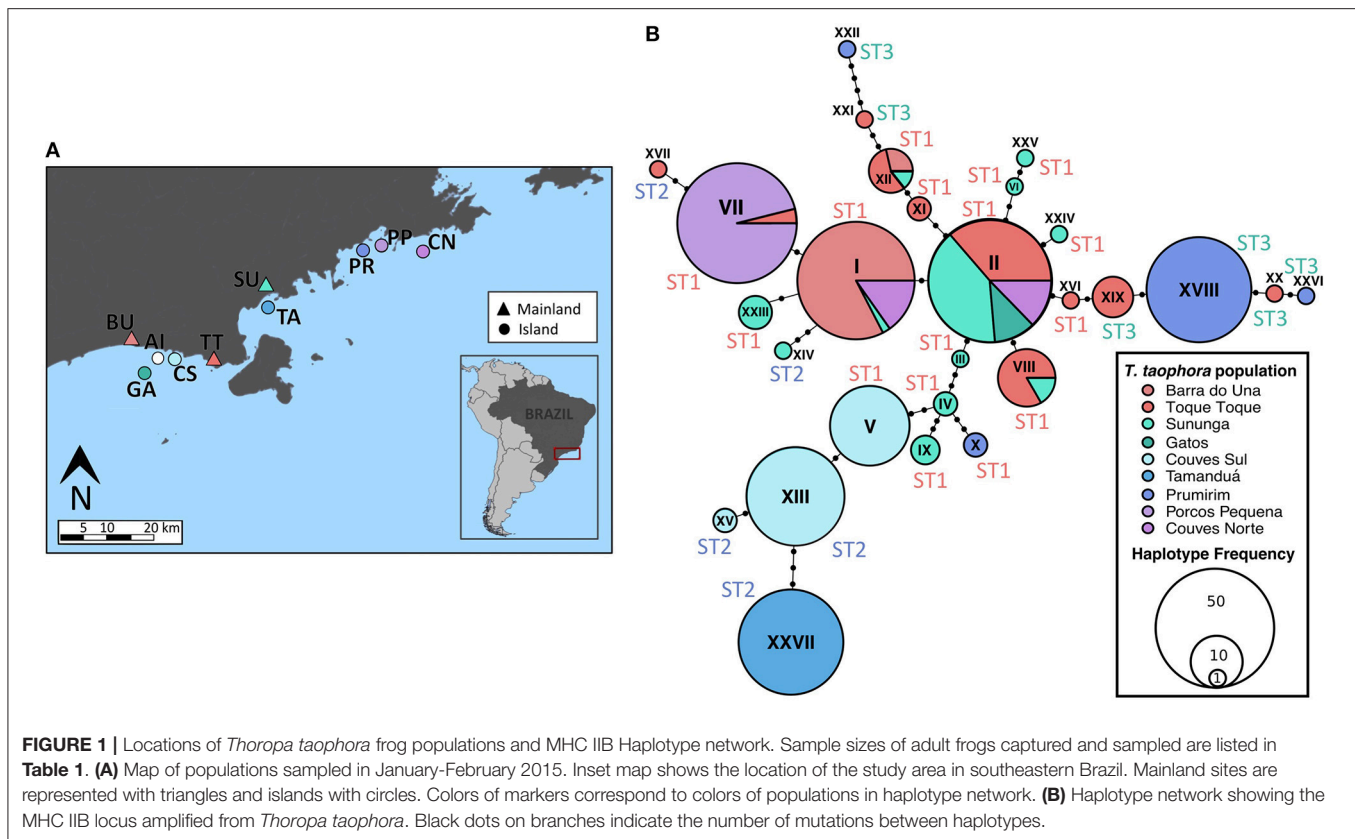 A
B
PP
CN
PR
SU
TA
BU
AI
TT
CS
GA
Mainland
Island
BRAZIL
N
5 10 20 km
XXII
ST3
XXI
ST3
ST1
XII
XVII
ST2
VII
ST1
ST1
XI
ST1
I
XXIII
ST1
XIV
ST2
ST1
II
XXV
ST1
ST1
VI
XXIV
ST1
XVI
ST1
XIX
ST3
XVIII
ST3
ST3
XX
XXVI
ST3
VIII
ST1
ST1
III
ST1
IV
ST1
V
IX
ST1
X
ST1
XIII
ST2
XV
ST2
ST2
XXVII
T. taophora population
Barra do Una
Toque Toque
Sununga
Gatos
Couves Sul
Tamanduá
Prumirim
Porcos Pequena
Couves Norte
Haplotype Frequency
50
10
1
FIGURE 1 | Locations of Thoropa taophora frog populations and MHC IIB Haplotype network. Sample sizes of adult frogs captured and sampled are listed in
Table 1. (A) Map of populations sampled in January-February 2015. Inset map shows the location of the study area in southeastern Brazil. Mainland sites are
represented with triangles and islands with circles. Colors of markers correspond to colors of populations in haplotype network. (B) Haplotype network showing the
MHC IIB locus amplified from Thoropa taophora. Black dots on branches indicate the number of mutations between haplotypes.